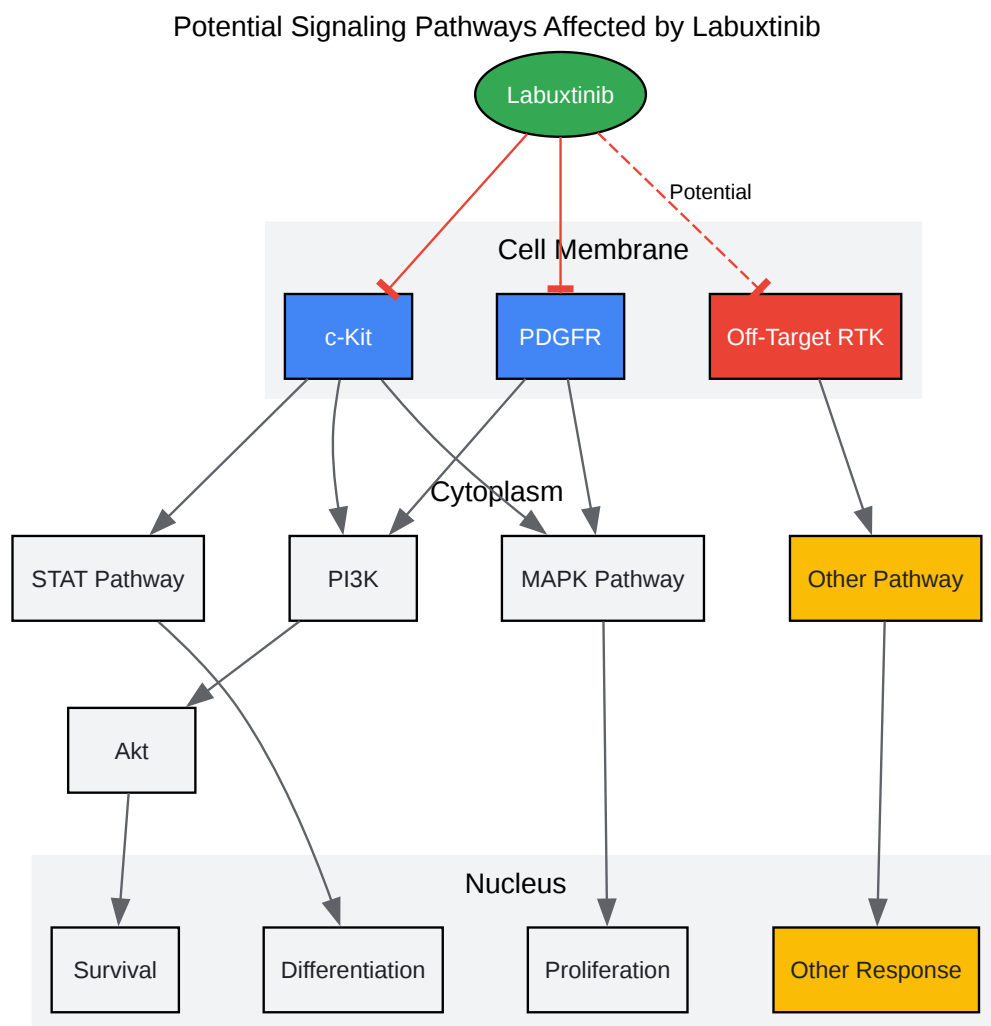 Potential Signaling Pathways Affected by Labuxtinib
Labuxtinib
Potential
Cell Membrane
c-Kit
PDGFR
Off-Target RTK
Cytoplasm
STAT Pathway
PI3K
MAPK Pathway
Other Pathway
Akt
Nucleus
Survival
Differentiation
Proliferation
Other Response